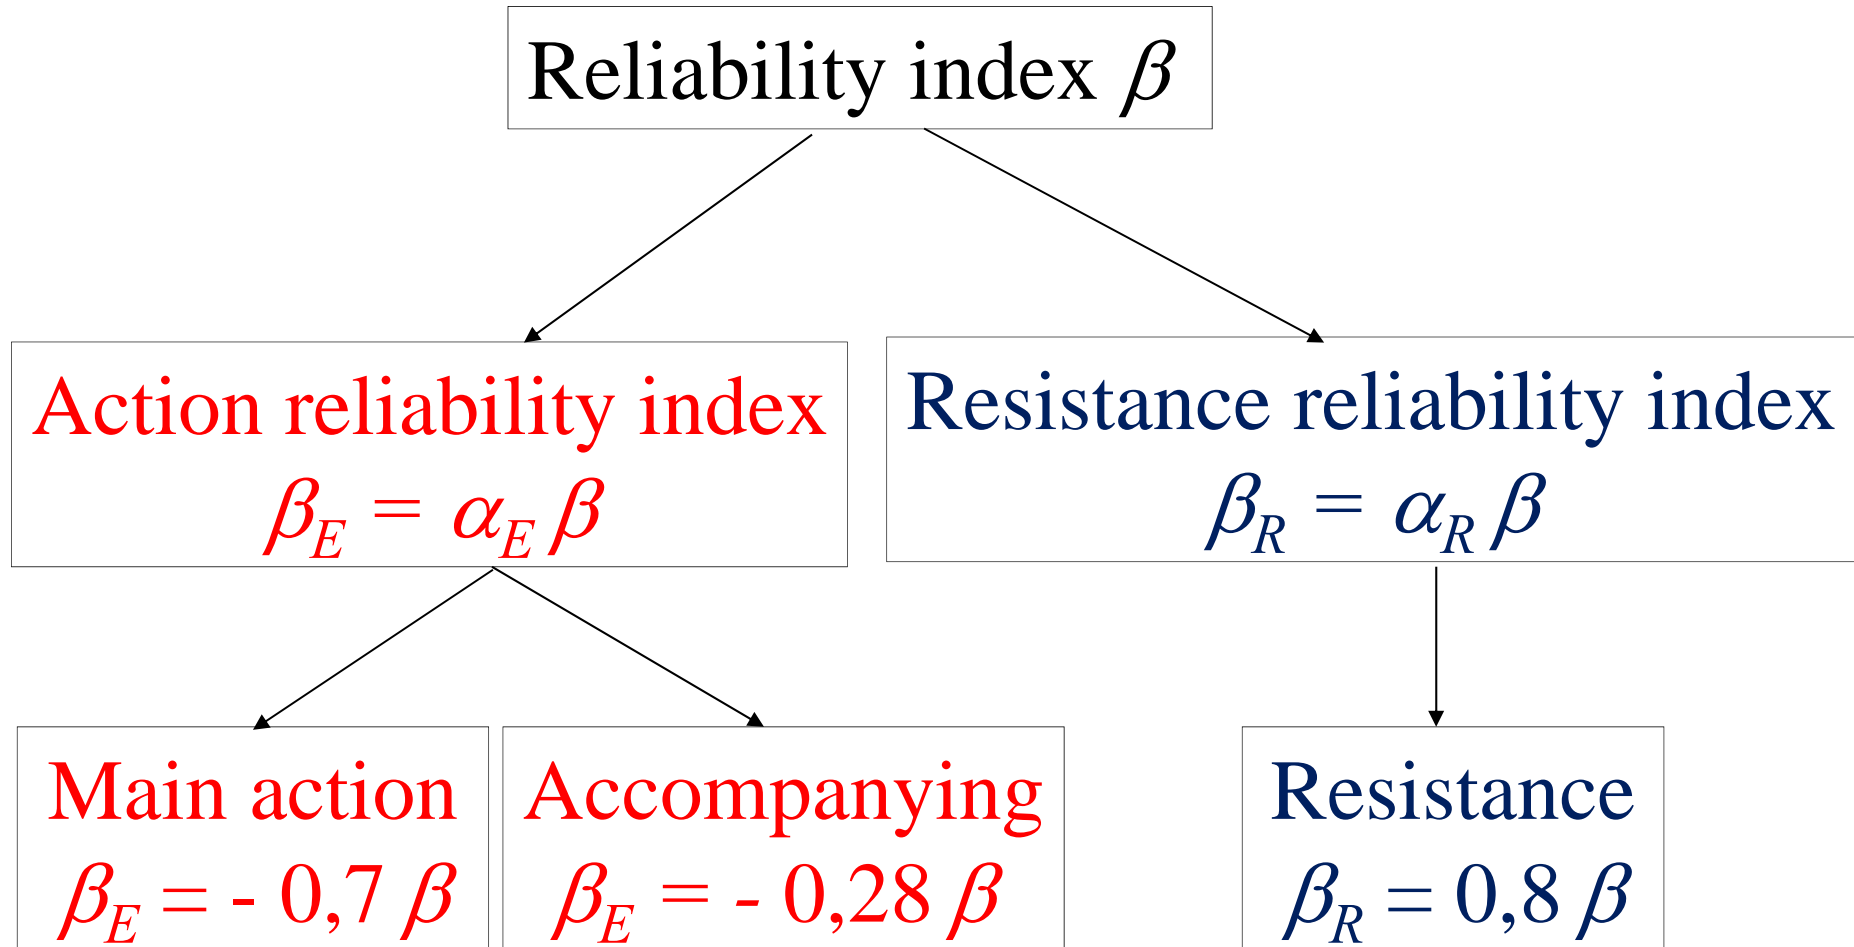 Reliability index β
Action reliability index
β_E = α_E β
Resistance reliability index
β_R = α_R β
Main action
β_E = - 0,7 β
Accompanying
β_E = - 0,28 β
Resistance
β_R = 0,8 β